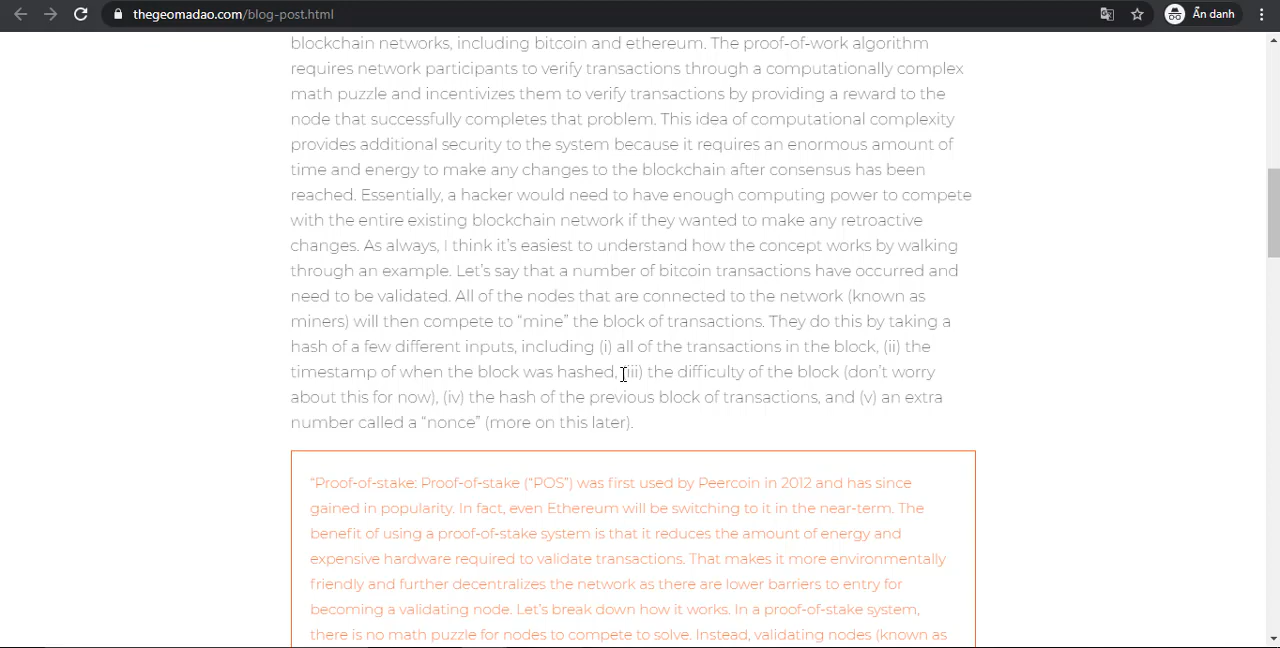 thegeomadao.com/blog-post.html
Ẩn danh
blockchain networks, including bitcoin and ethereum. The proof-of-work algorithm
requires network participants to verify transactions through a computationally complex
math puzzle and incentivizes them to verify transactions by providing a reward to the
node that successfully completes that problem. This idea of computational complexity
provides additional security to the system because it requires an enormous amount of
time and energy to make any changes to the blockchain after consensus has been
reached. Essentially, a hacker would need to have enough computing power to compete
with the entire existing blockchain network if they wanted to make any retroactive
changes. As always, I think it’s easiest to understand how the concept works by walking
through an example. Let’s say that a number of bitcoin transactions have occurred and
need to be validated. All of the nodes that are connected to the network (known as
miners) will then compete to “mine” the block of transactions. They do this by taking a
hash of a few different inputs, including (i) all of the transactions in the block, (ii) the
timestamp of when the block was hashed, (iii) the difficulty of the block (don’t worry
about this for now), (iv) the hash of the previous block of transactions, and (v) an extra
number called a “nonce” (more on this later).
“Proof-of-stake: Proof-of-stake (“POS”) was first used by Peercoin in 2012 and has since
gained in popularity. In fact, even Ethereum will be switching to it in the near-term. The
benefit of using a proof-of-stake system is that it reduces the amount of energy and
expensive hardware required to validate transactions. That makes it more environmentally
friendly and further decentralizes the network as there are lower barriers to entry for
becoming a validating node. Let’s break down how it works. In a proof-of-stake system,
there is no math puzzle for nodes to compete to solve. Instead, validating nodes (known as